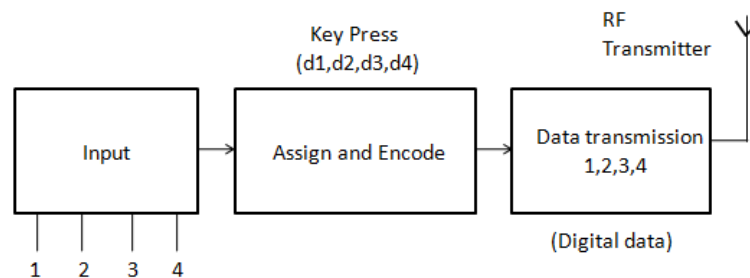 RF
Transmitter
Key Press
(d1,d2,d3,d4)
Input
Assign and Encode
Data transmission
1,2,3,4
(Digital data)
1 2 3 4